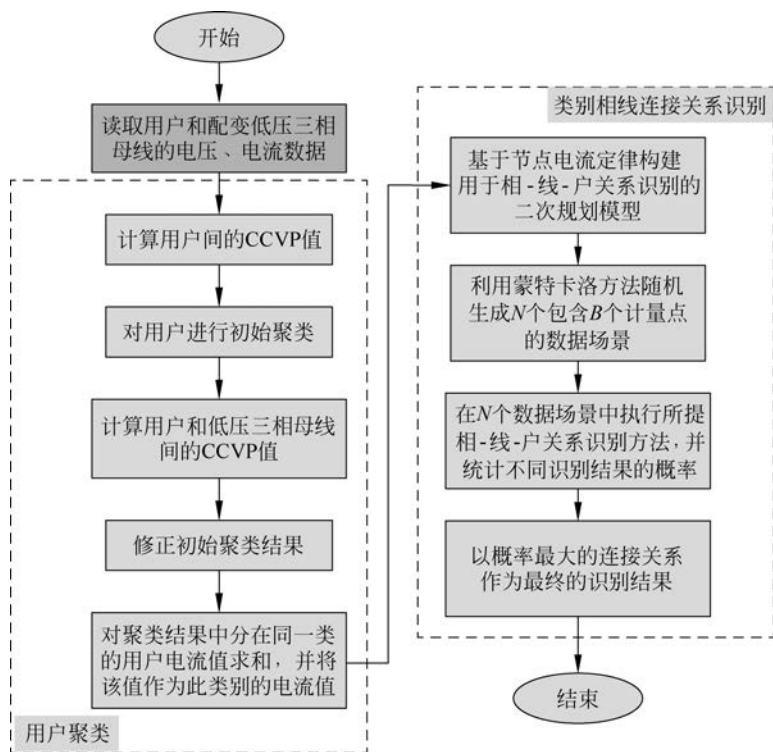 开始
读取用户和配变低压三相
母线的电压、电流数据
计算用户间的CCVP值
对用户进行初始聚类
计算用户和低压三相母线
间的CCVP值
修正初始聚类结果
对聚类结果中分在同一类
的用户电流值求和，并将
该值作为此类别的电流值
用户聚类
类别相线连接关系识别
基于节点电流定律构建
用于相-线-户关系识别的
二次规划模型
利用蒙特卡洛方法随机
生成N个包含B个计量点
的数据场景
在N个数据场景中执行所提
相-线-户关系识别方法，并
统计不同识别结果的概率
以概率最大的连接关系
作为最终的识别结果
结束